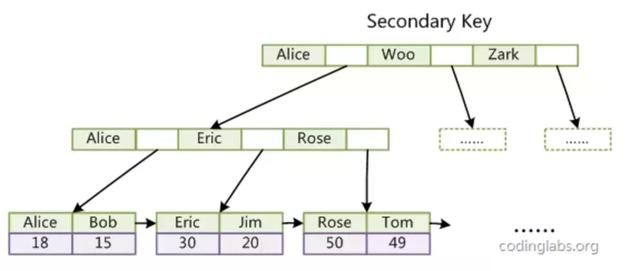 Secondary Key
Alice Woo Zark
Alice Eric Rose
...... ......
Alice Bob Eric Jim Rose Tom
18 15 30 20 50 49
......
codinglabs.org